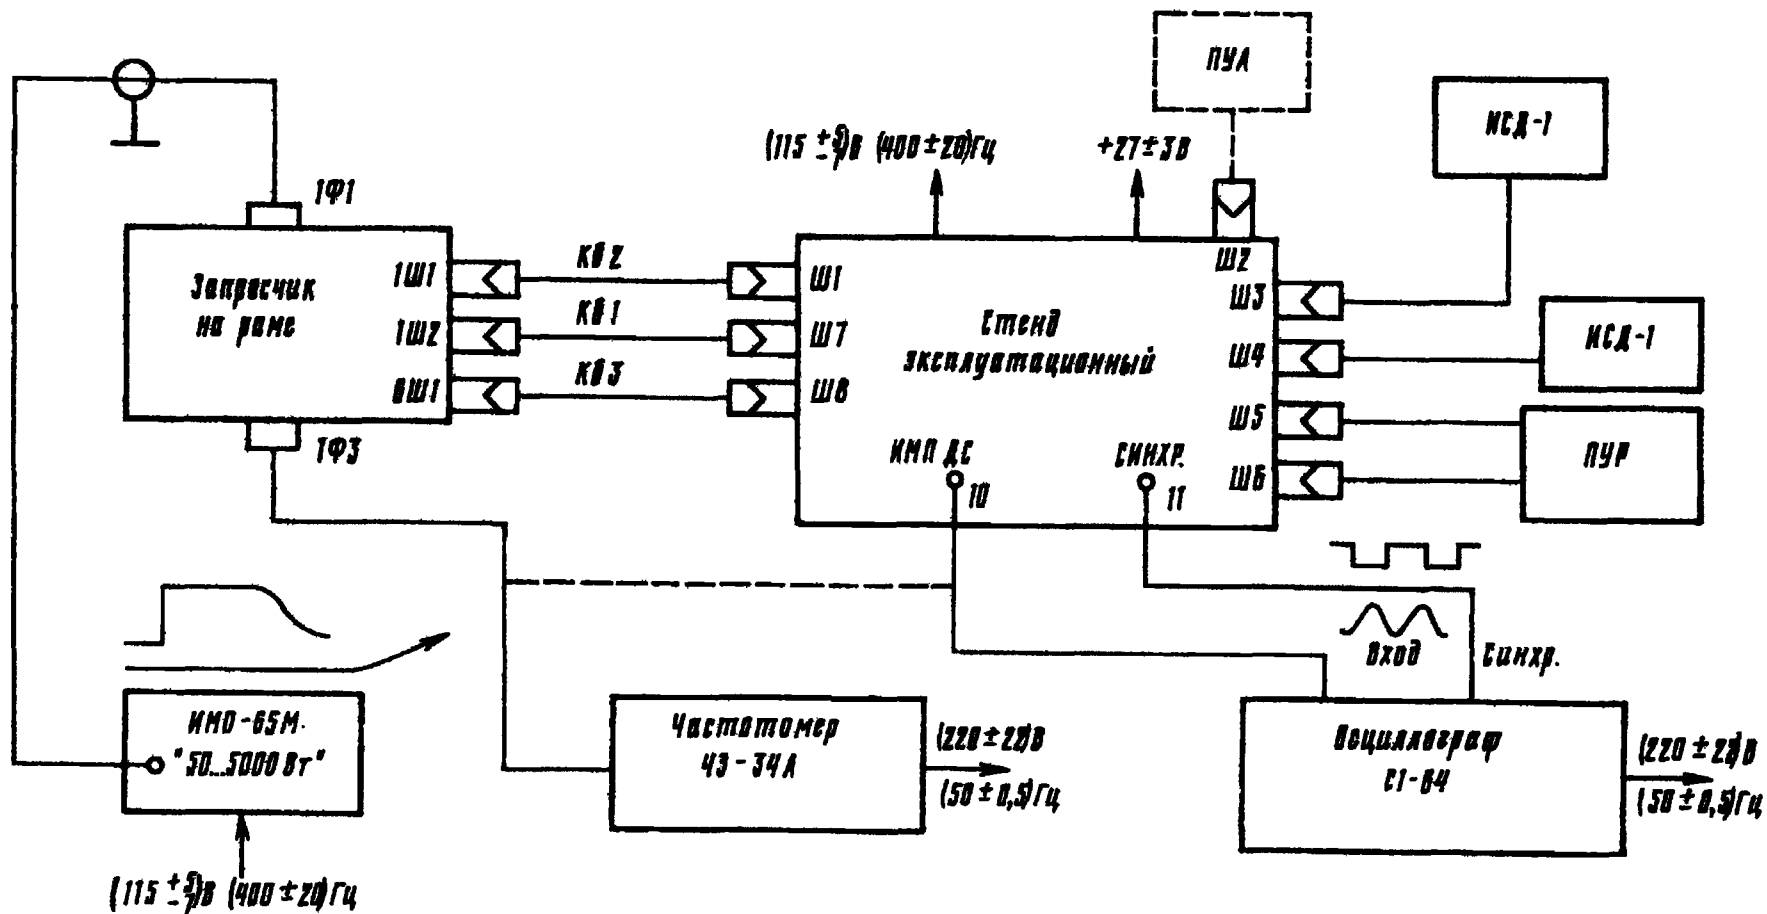 ПУА
ИСД-1
(115 ± 5/7)В (400±20)Гц
+27±3В
1Ф1
Запросчик
на раме
1Ш1
1Ш2
0Ш1
КВ2
КВ1
КВ3
Ш1
Ш7
Ш8
Стенд
эксплуатационный
Ш2
Ш3
Ш4
Ш5
Ш6
ИСД-1
ПУР
1Ф3
ИМП ДС
10
СИНХР.
11
Вход
Синхр.
ИМО-65М.
"50...5000 Вт"
Частотомер
Ч3-34А
(220±22)В
(50±0,5)Гц
Осциллограф
С1-64
(220±22)В
(50±0,5)Гц
(115 +5 -7)В (400±20)Гц